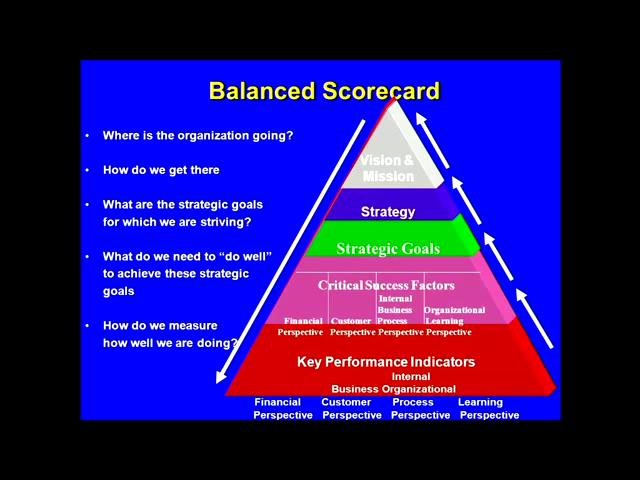 Balanced Scorecard
• Where is the organization going?
• How do we get there
• What are the strategic goals
for which we are striving?
• What do we need to “do well”
to achieve these strategic
goals
• How do we measure
how well we are doing?
Vision &
Mission
Strategy
Strategic Goals
Critical Success Factors
Internal
Business Organizational
Financial Customer Process Learning
Perspective Perspective Perspective Perspective
Key Performance Indicators
Internal
Business Organizational
Financial Customer Process Learning
Perspective Perspective Perspective Perspective